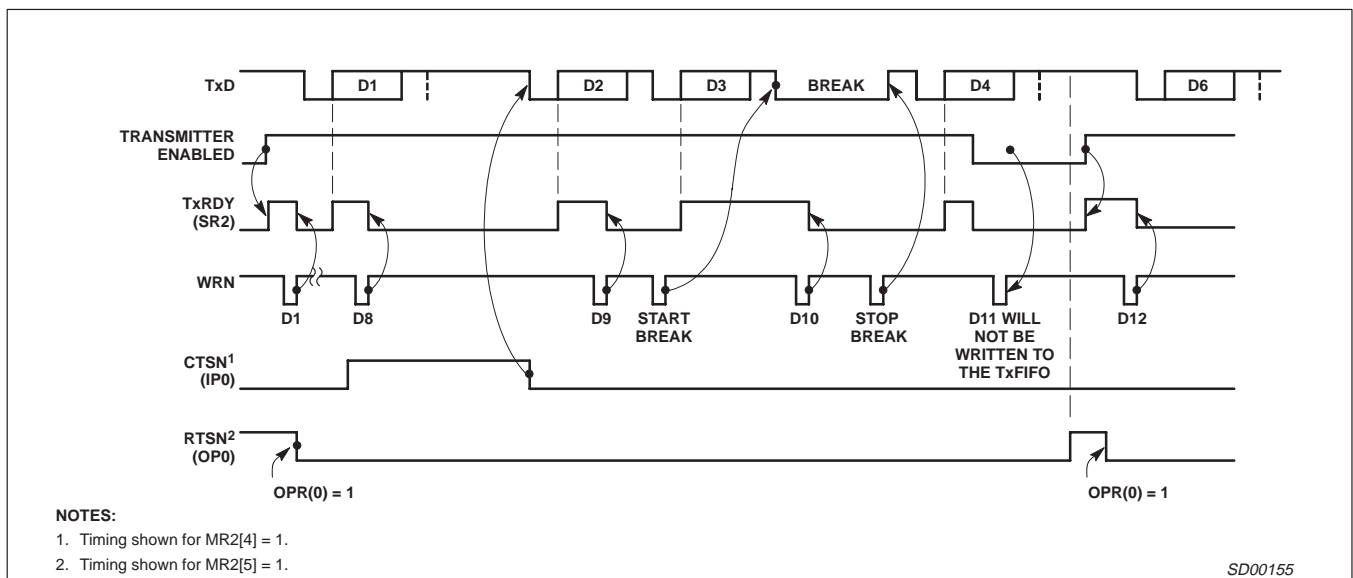 TxD
D1
D2
D3
BREAK
D4
D6
TRANSMITTER
ENABLED
TxRDY
(SR2)
WRN
D1
D8
D9
START
BREAK
D10
STOP
BREAK
D11 WILL
NOT BE
WRITTEN TO
THE TxFIFO
D12
CTSN1
(IP0)
RTSN2
(OP0)
OPR(0) = 1
OPR(0) = 1
NOTES:
1. Timing shown for MR2[4] = 1.
2. Timing shown for MR2[5] = 1.
SD00155